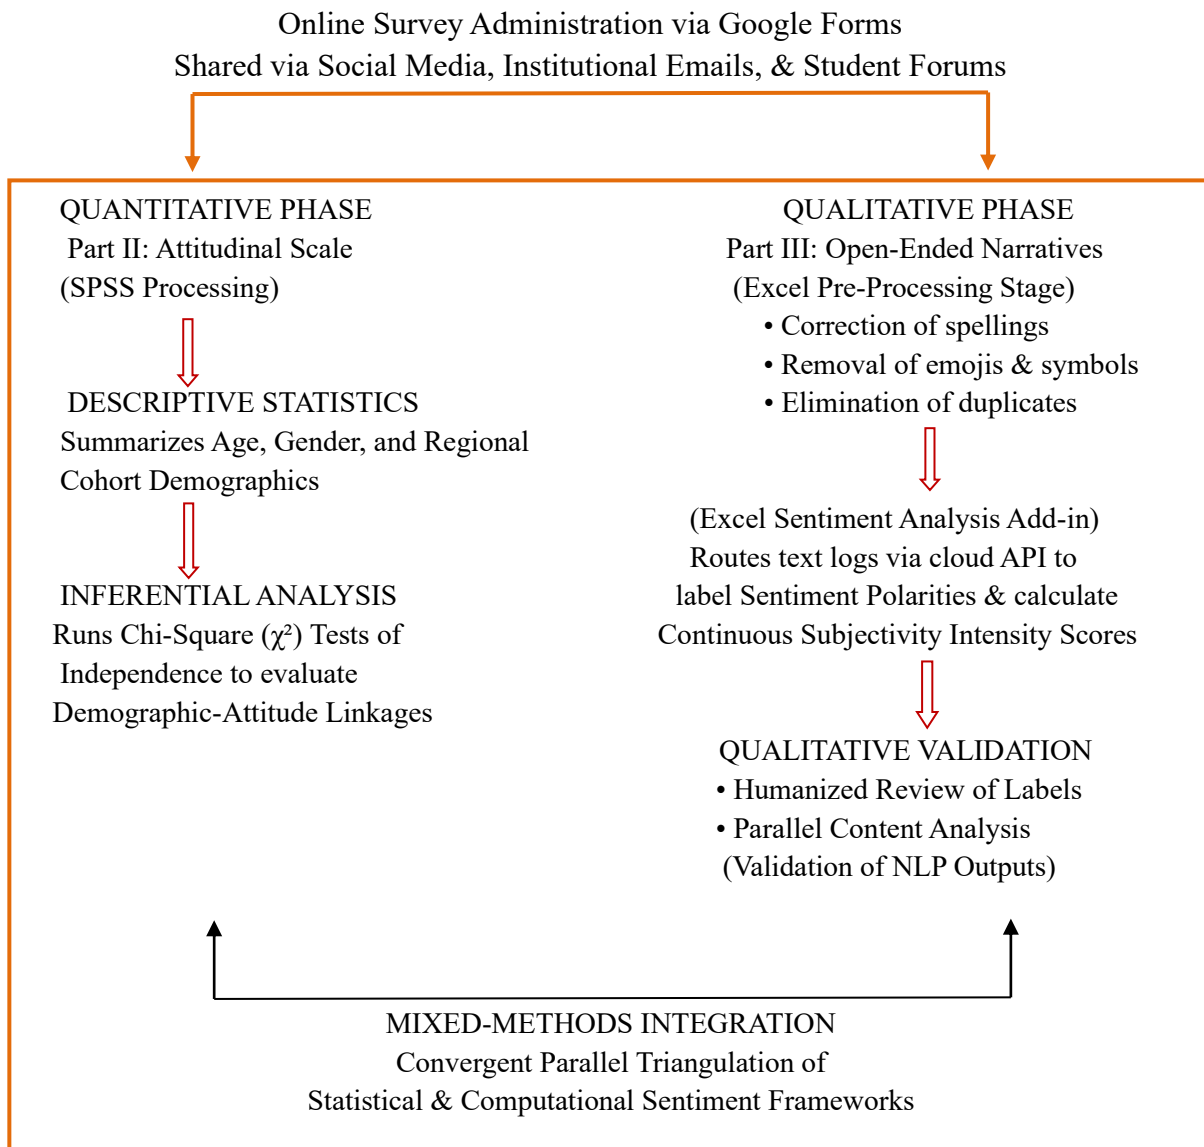 Online Survey Administration via Google Forms
Shared via Social Media, Institutional Emails, & Student Forums
QUANTITATIVE PHASE
Part II: Attitudinal Scale
(SPSS Processing)
DESCRIPTIVE STATISTICS
Summarizes Age, Gender, and Regional
Cohort Demographics
INFERENTIAL ANALYSIS
Runs Chi-Square (χ²) Tests of
Independence to evaluate
Demographic-Attitude Linkages
QUALITATIVE PHASE
Part III: Open-Ended Narratives
(Excel Pre-Processing Stage)
• Correction of spellings
• Removal of emojis & symbols
• Elimination of duplicates
(Excel Sentiment Analysis Add-in)
Routes text logs via cloud API to
label Sentiment Polarities & calculate
Continuous Subjectivity Intensity Scores
QUALITATIVE VALIDATION
• Humanized Review of Labels
• Parallel Content Analysis
(Validation of NLP Outputs)
MIXED-METHODS INTEGRATION
Convergent Parallel Triangulation of
Statistical & Computational Sentiment Frameworks